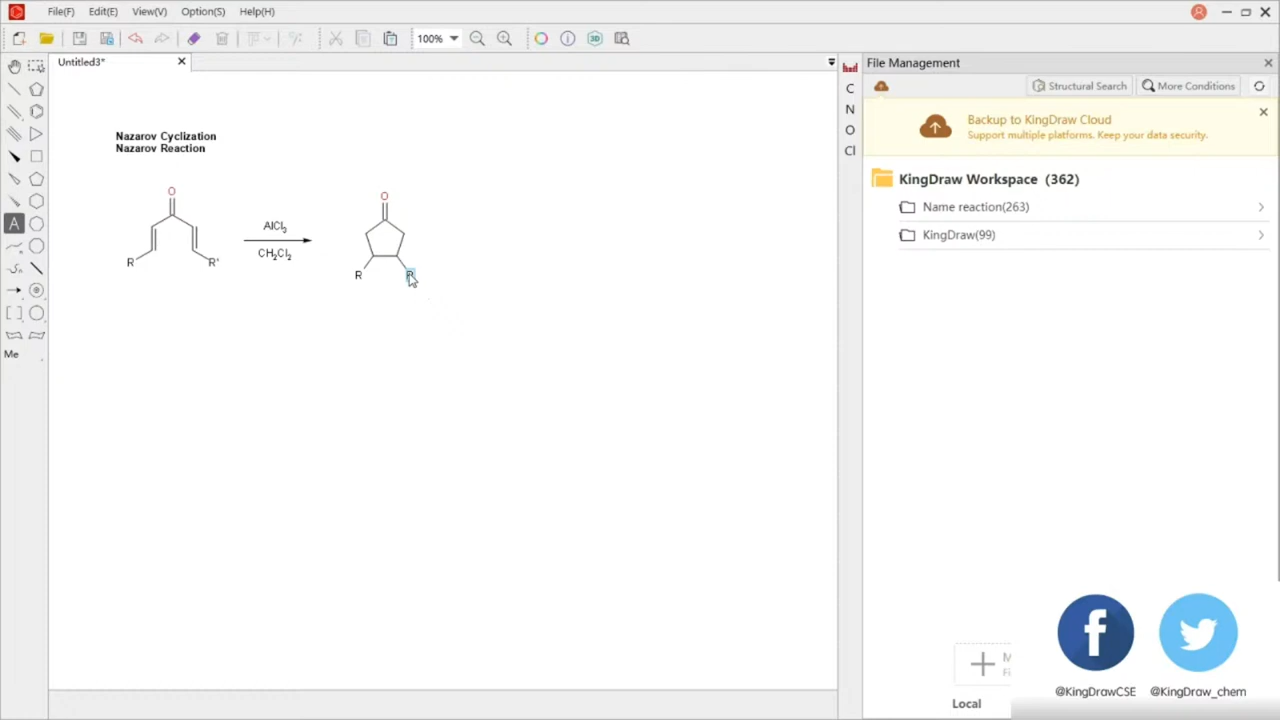 File(F) Edit(E) View(V) Option(S) Help(H)
100%
Untitled3*
File Management
Structural Search
More Conditions
Backup to KingDraw Cloud
Support multiple platforms. Keep your data security.
KingDraw Workspace (362)
Name reaction(263)
KingDraw(99)
C
N
O
Cl
A
Me
3D
Nazarov Cyclization
Nazarov Reaction
O
R
R'
AlCl3
CH2Cl2
O
R
R
Local
@KingDrawCSE
@KingDraw_chem